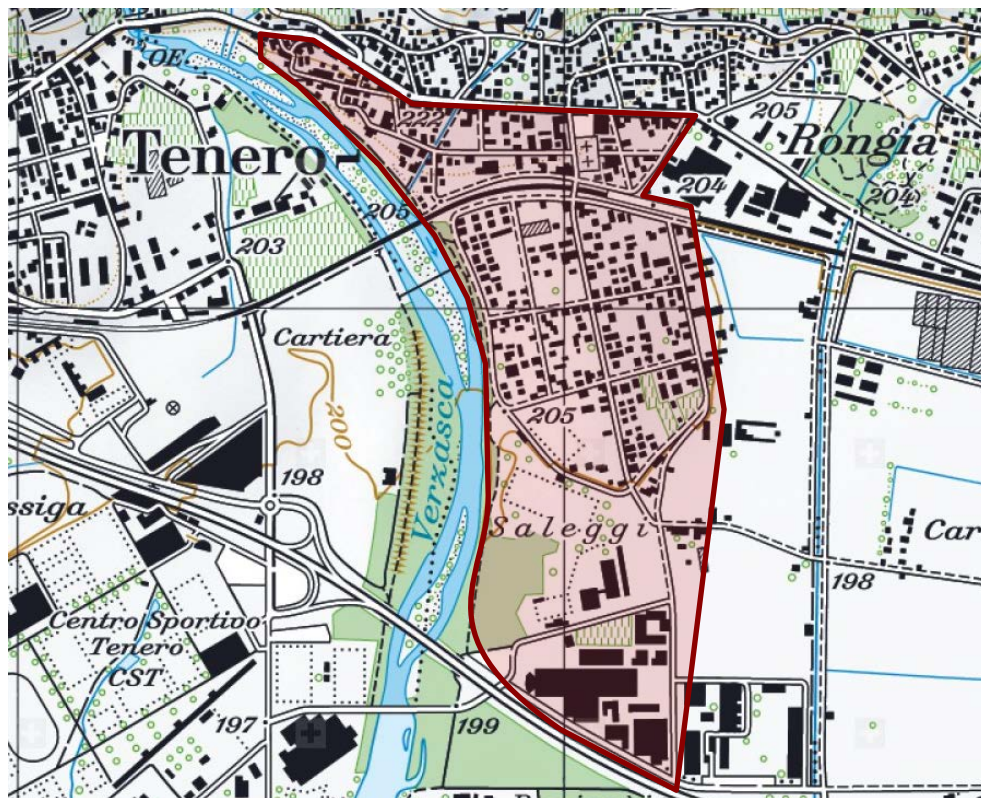 OE
222
205
Tenero-
Rongia
204
205
204
203
Cartiera
205
200
Verzasca
198
ssiga
Saleggi
Car
198
Centro Sportivo
Tenero
CST
197
199